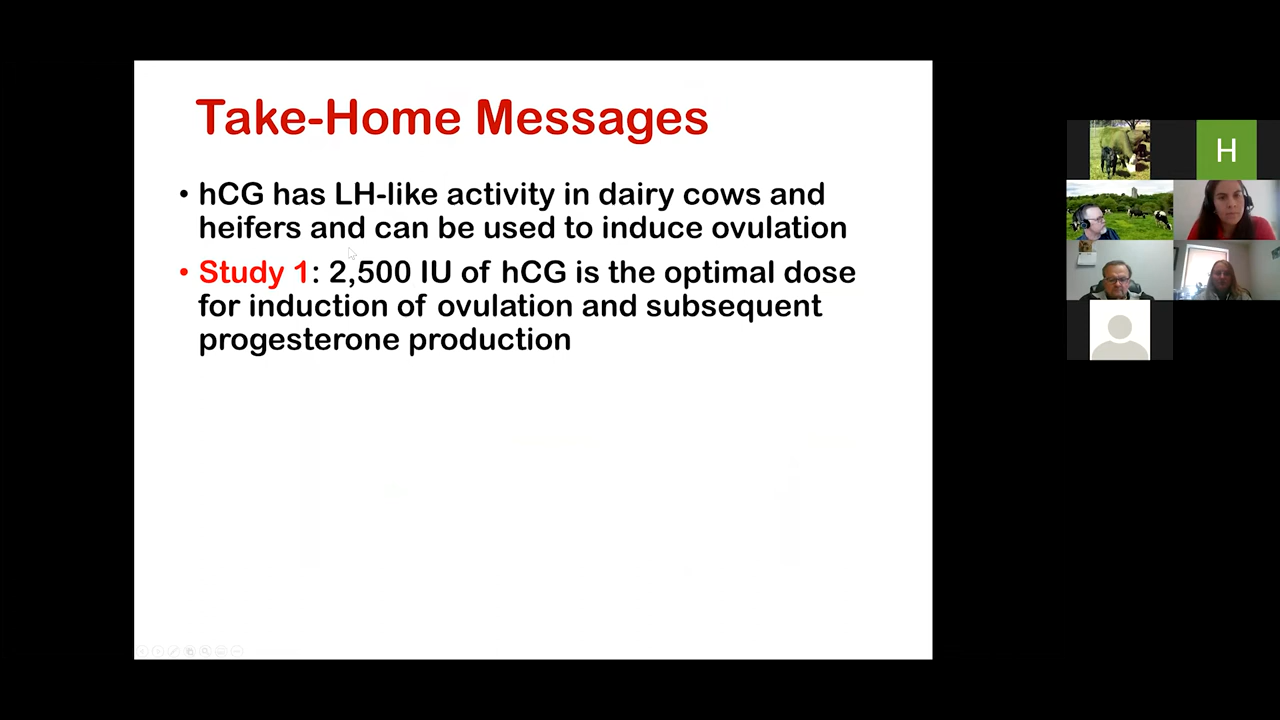 Take-Home Messages
• hCG has LH-like activity in dairy cows and
heifers and can be used to induce ovulation
• Study 1: 2,500 IU of hCG is the optimal dose
for induction of ovulation and subsequent
progesterone production
H